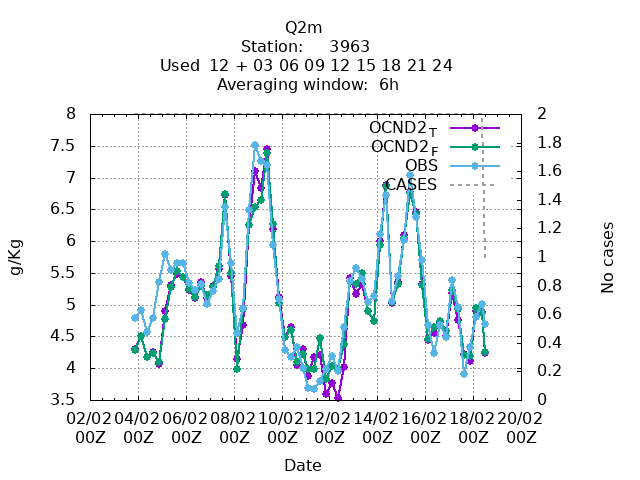 Q2m
Station: 3963
Used 12 + 03 06 09 12 15 18 21 24
Averaging window: 6h
OCND2 T
OCND2 F
OBS
CASES
g/Kg
8
7.5
7
6.5
6
5.5
5
4.5
4
3.5
No cases
2
1.8
1.6
1.4
1.2
1
0.8
0.6
0.4
0.2
0
02/02 04/02 06/02 08/02 10/02 12/02 14/02 16/02 18/02 20/02
00Z 00Z 00Z 00Z 00Z 00Z 00Z 00Z 00Z 00Z
Date